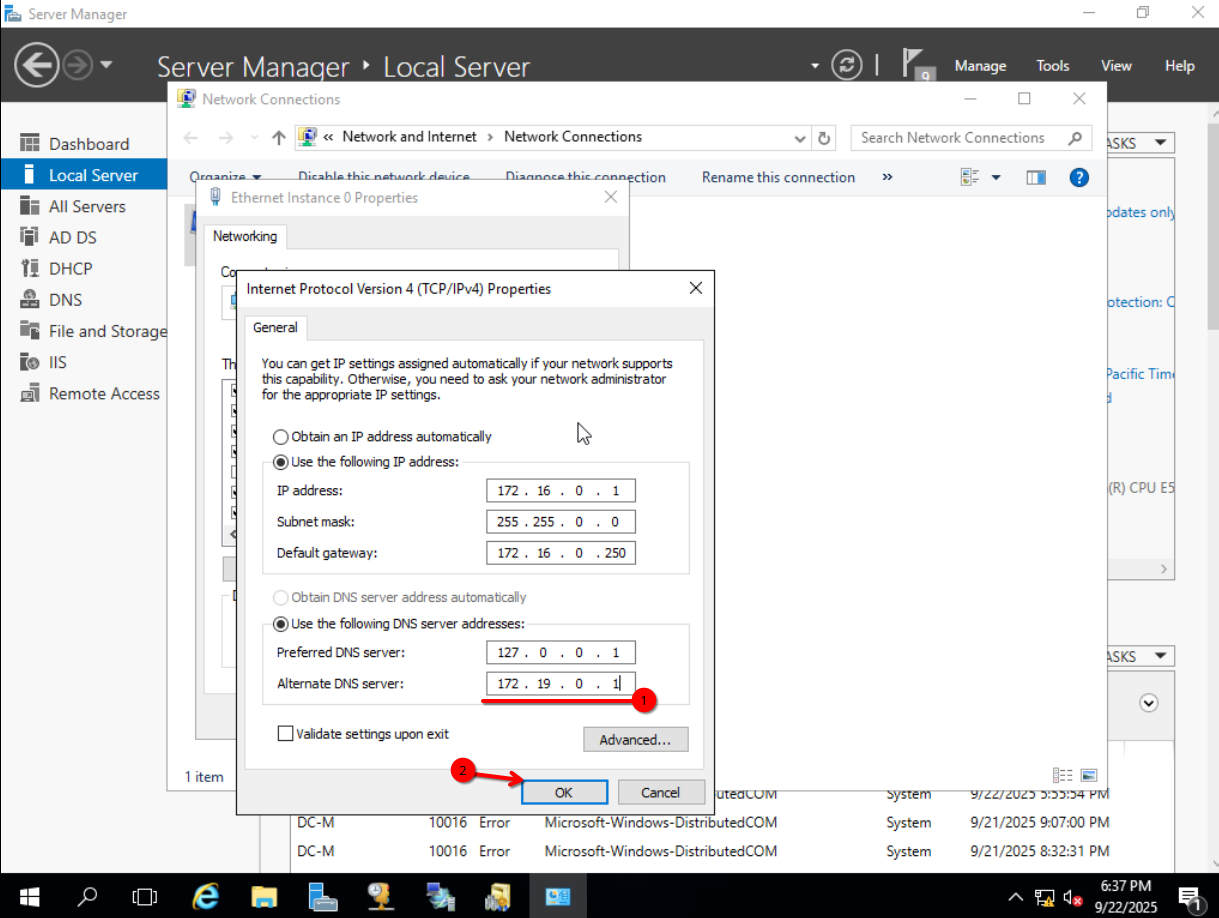 Server Manager
Server Manager ‣ Local Server
9
Manage Tools View Help
Network Connections
« Network and Internet › Network Connections
Search Network Connections
ASKS
Dashboard
Local Server
All Servers
AD DS
DHCP
DNS
File and Storage
IIS
Remote Access
Organize Disable this network device Diagnose this connection Rename this connection »
Ethernet Instance 0 Properties
Networking
Internet Protocol Version 4 (TCP/IPv4) Properties
General
You can get IP settings assigned automatically if your network supports
this capability. Otherwise, you need to ask your network administrator
for the appropriate IP settings.
Obtain an IP address automatically
Use the following IP address:
IP address: 172 . 16 . 0 . 1
Subnet mask: 255 . 255 . 0 . 0
Default gateway: 172 . 16 . 0 . 250
Obtain DNS server address automatically
Use the following DNS server addresses:
Preferred DNS server: 127 . 0 . 0 . 1
Alternate DNS server: 172 . 19 . 0 . 1
1
Validate settings upon exit
Advanced...
2
OK Cancel
1 item
pdates only
otection: C
Pacific Time
d
(R) CPU E5
ASKS
butedCOM System 9/22/2025 5:55:54 PM
DC-M 10016 Error Microsoft-Windows-DistributedCOM System 9/21/2025 9:07:00 PM
DC-M 10016 Error Microsoft-Windows-DistributedCOM System 9/21/2025 8:32:31 PM
6:37 PM
9/22/2025
1